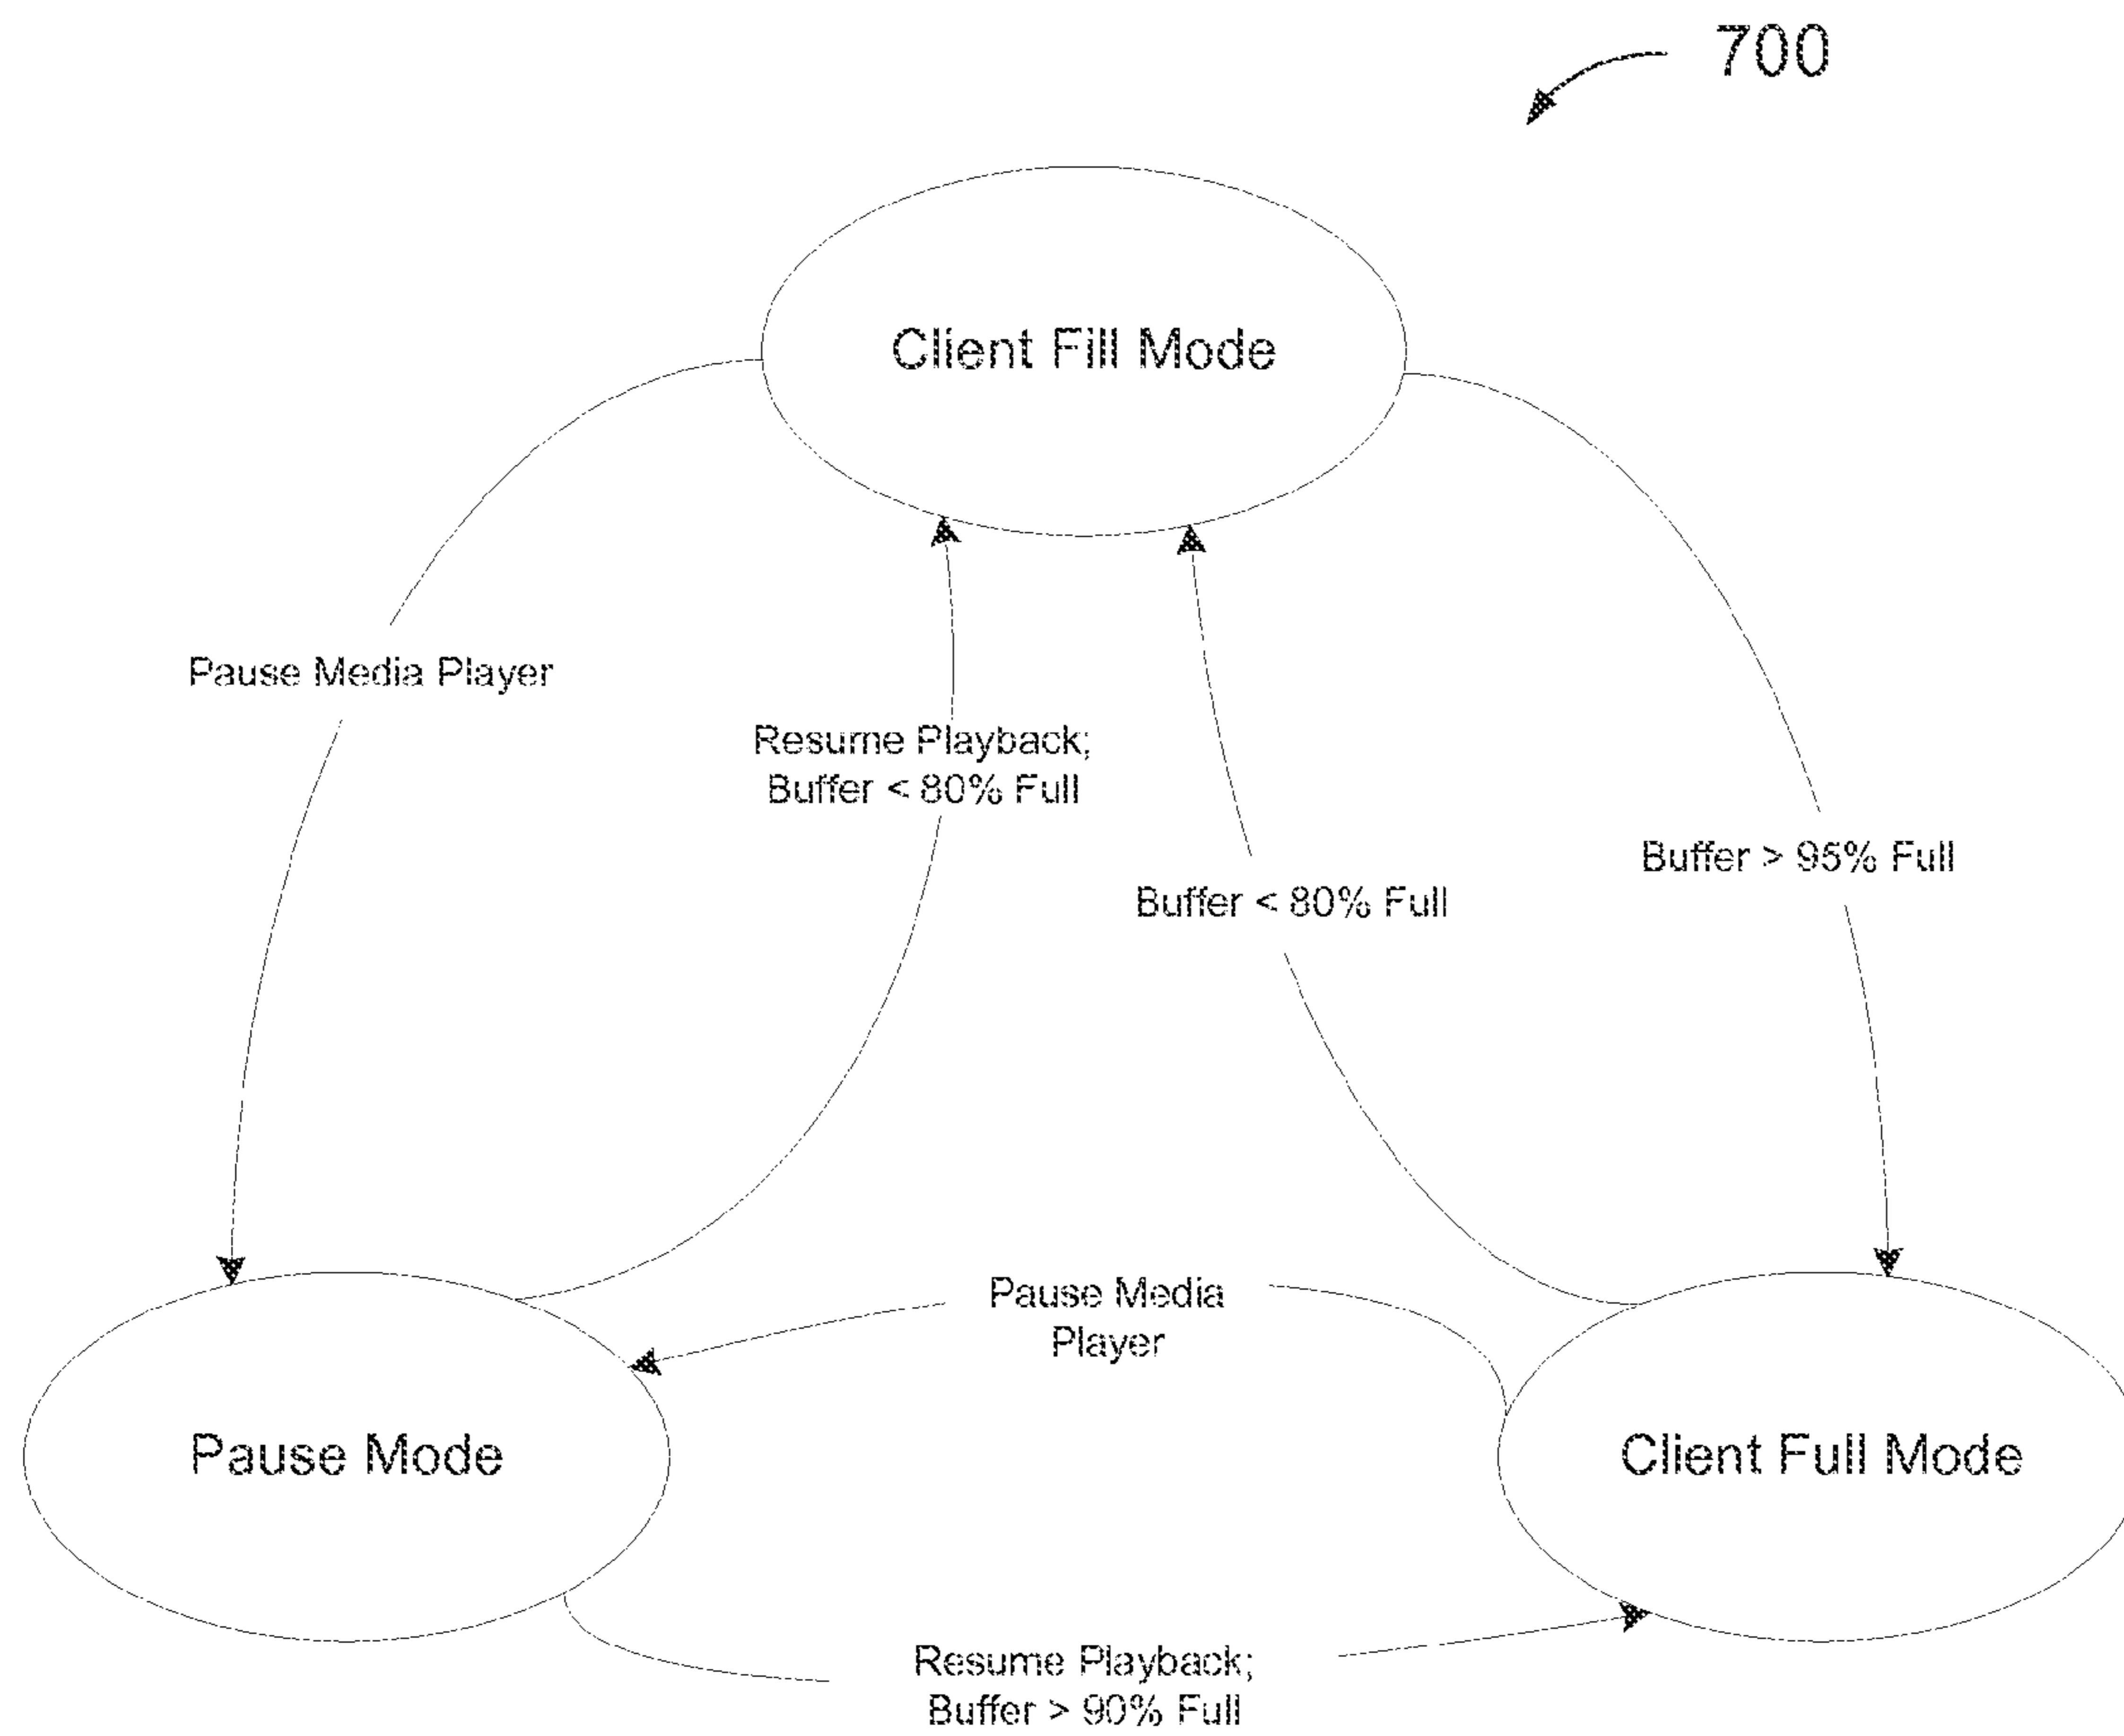 700
Client Fill Mode
Pause Media Player
Resume Playback;
Buffer < 80% Full
Buffer > 95% Full
Buffer < 80% Full
Pause Media
Player
Pause Mode
Client Full Mode
Resume Playback;
Buffer > 90% Full